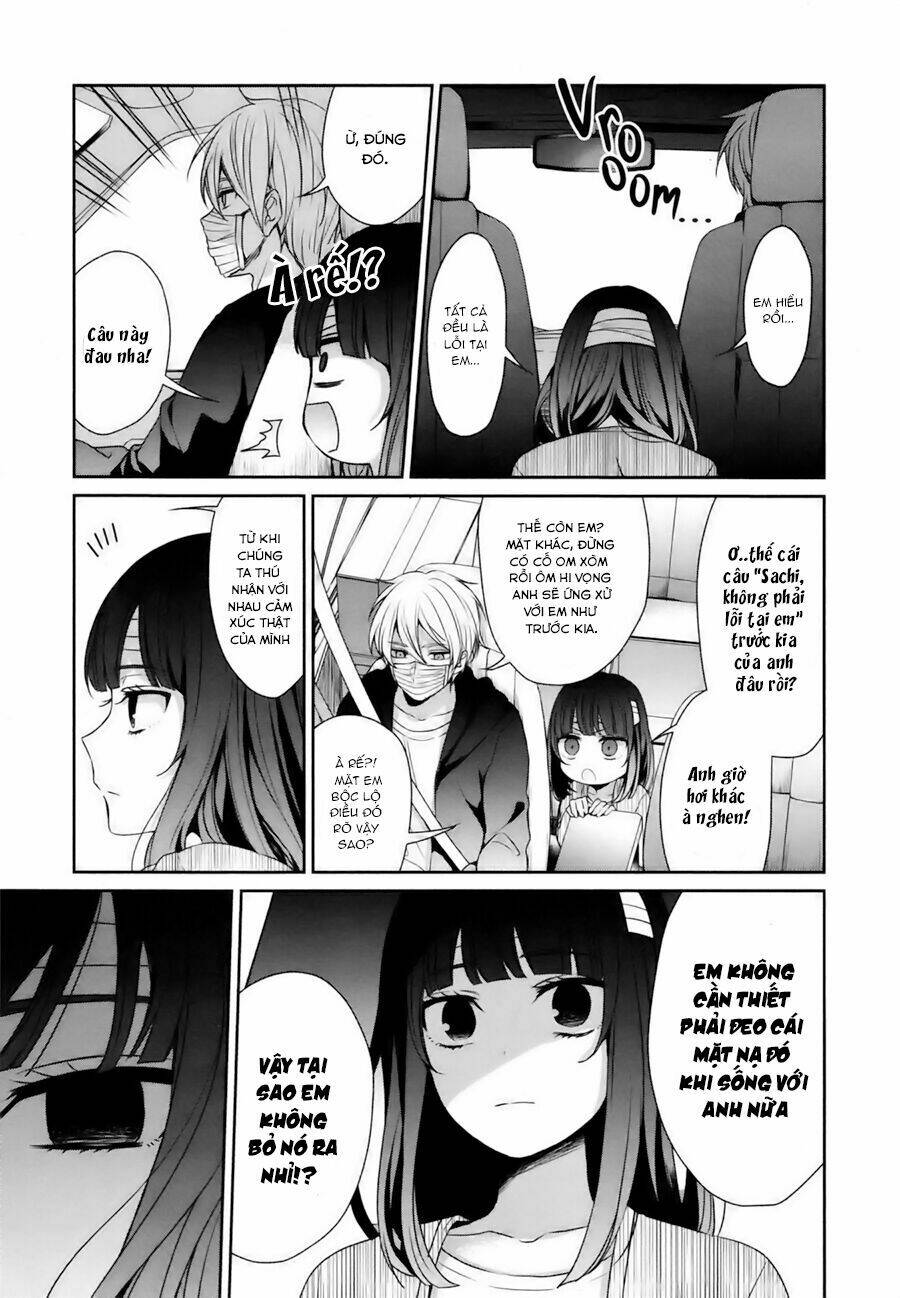 Vro
oom...
EM HIỂU
RỒI...
TẤT CẢ
ĐỀU LÀ
LỖI TẠI
EM...
Ừ, ĐÚNG
ĐÓ.
À rế!?
Câu này
đau nha!
Ơ..thế cái
câu "Sachi,
không phải
lỗi tại em"
trước kia
của anh
đâu rồi?
Anh giờ
hơi khác
à nghen!
THẾ CÒN EM?
MẶT KHÁC, ĐỪNG
CÓ CỐ OM XÒM
RỒI ÔM HI VỌNG
ANH SẼ ỨNG XỬ
VỚI EM NHƯ
TRƯỚC KIA.
À RẾ?!
MẶT EM
BỘC LỘ
ĐIỀU ĐÓ
RÕ VẬY
SAO?
TỪ KHI
CHÚNG
TA THÚ
NHẬN VỚI
NHAU CẢM
XÚC THẬT
CỦA MÌNH
EM KHÔNG
CẦN THIẾT
PHẢI ĐEO CÁI
MẶT NẠ ĐÓ
KHI SỐNG VỚI
ANH NỮA
VẬY TẠI
SAO EM
KHÔNG
BỎ NÓ RA
NHỈ!?